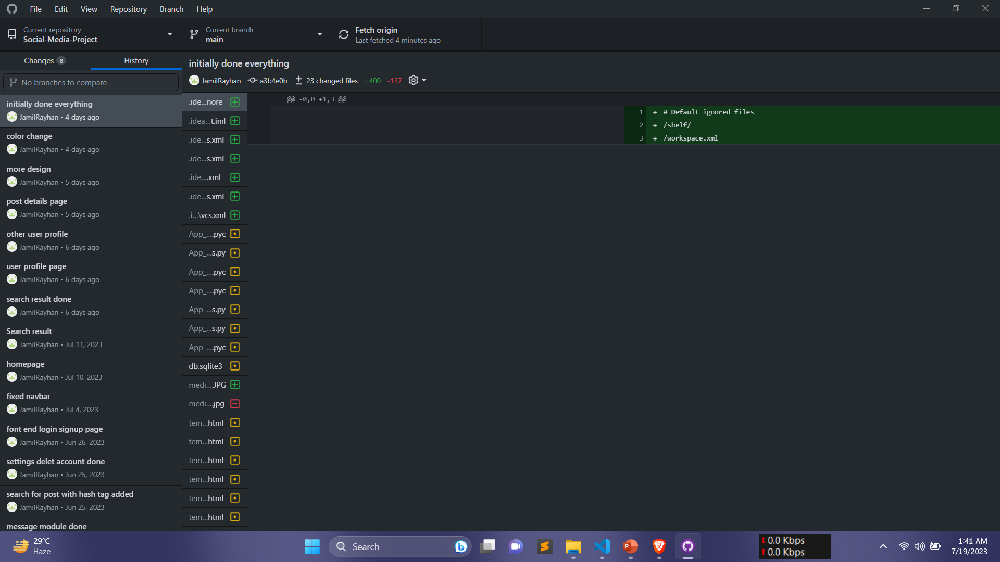 File Edit View Repository Branch Help
Current repository
Social-Media-Project
Current branch
main
Fetch origin
Last fetched 4 minutes ago
Changes 8
History
No branches to compare
initially done everything
JamilRayhan • 4 days ago
color change
JamilRayhan • 4 days ago
more design
JamilRayhan • 5 days ago
post details page
JamilRayhan • 5 days ago
other user profile
JamilRayhan • 6 days ago
user profile page
JamilRayhan • 6 days ago
search result done
JamilRayhan • 6 days ago
Search result
JamilRayhan • Jul 11, 2023
homepage
JamilRayhan • Jul 10, 2023
fixed navbar
JamilRayhan • Jul 4, 2023
font end login signup page
JamilRayhan • Jun 26, 2023
settings delet account done
JamilRayhan • Jun 25, 2023
search for post with hash tag added
JamilRayhan • Jun 25, 2023
message module done
initially done everything
JamilRayhan a3b4e0b 23 changed files +400 -137
.ide...nore
.idea...t.iml
.ide...s.xml
.ide...s.xml
.ide....xml
.ide...s.xml
.i...\vcs.xml
App_....pyc
App_...s.py
App_....pyc
App_....pyc
App_...s.py
App_...s.py
App_....pyc
db.sqlite3
medi....JPG
medi....jpg
tem...html
tem...html
tem...html
tem...html
tem...html
tem...html
@@ -0,0 +1,3 @@
1 + # Default ignored files
2 + /shelf/
3 + /workspace.xml
29°C
Haze
Search
0.0 Kbps
0.0 Kbps
1:41 AM
7/19/2023